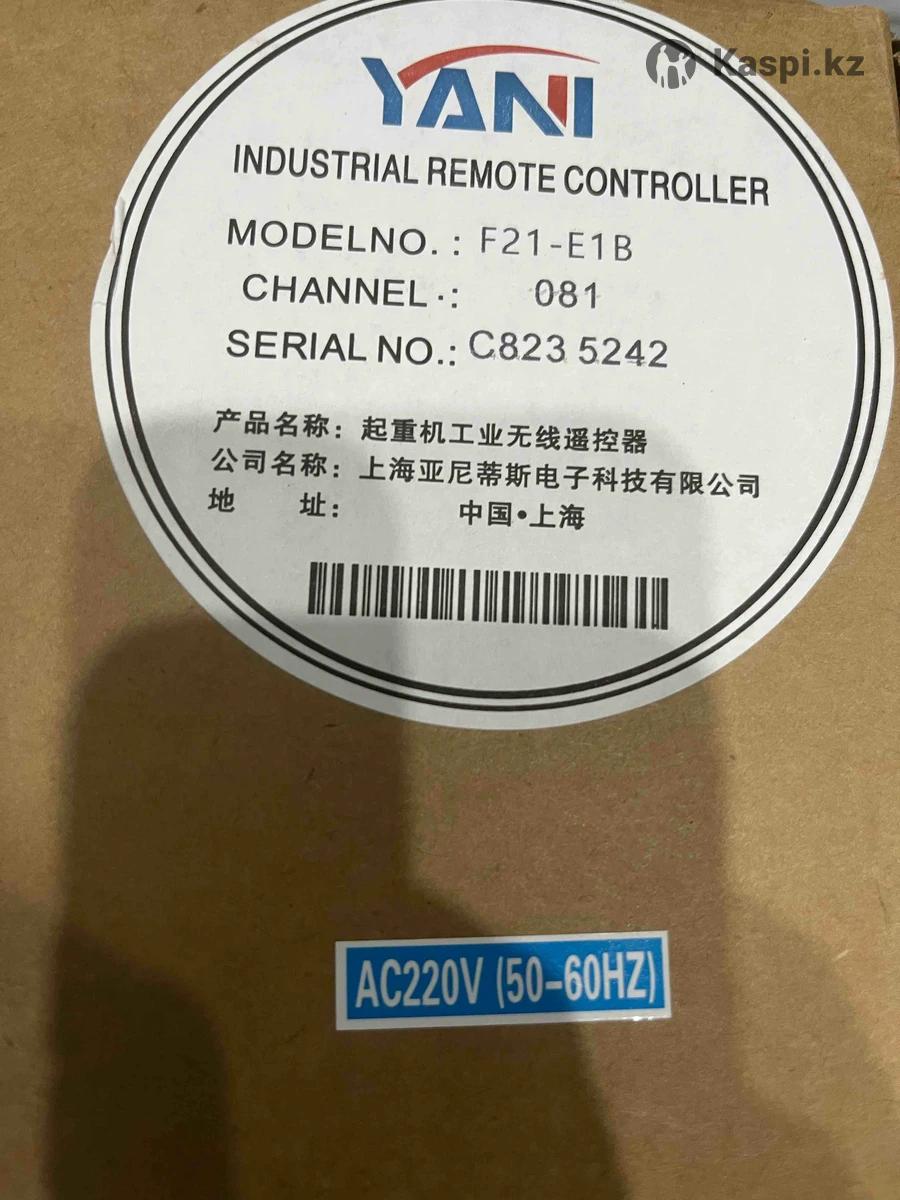 Kaspi.kz
YANI
INDUSTRIAL REMOTE CONTROLLER
MODELNO.: F21-E1B
CHANNEL.: 081
SERIAL NO.: C823 5242
产品名称：起重机工业无线遥控器
公司名称：上海亚尼蒂斯电子科技有限公司
地 址： 中国•上海
AC220V (50-60HZ)